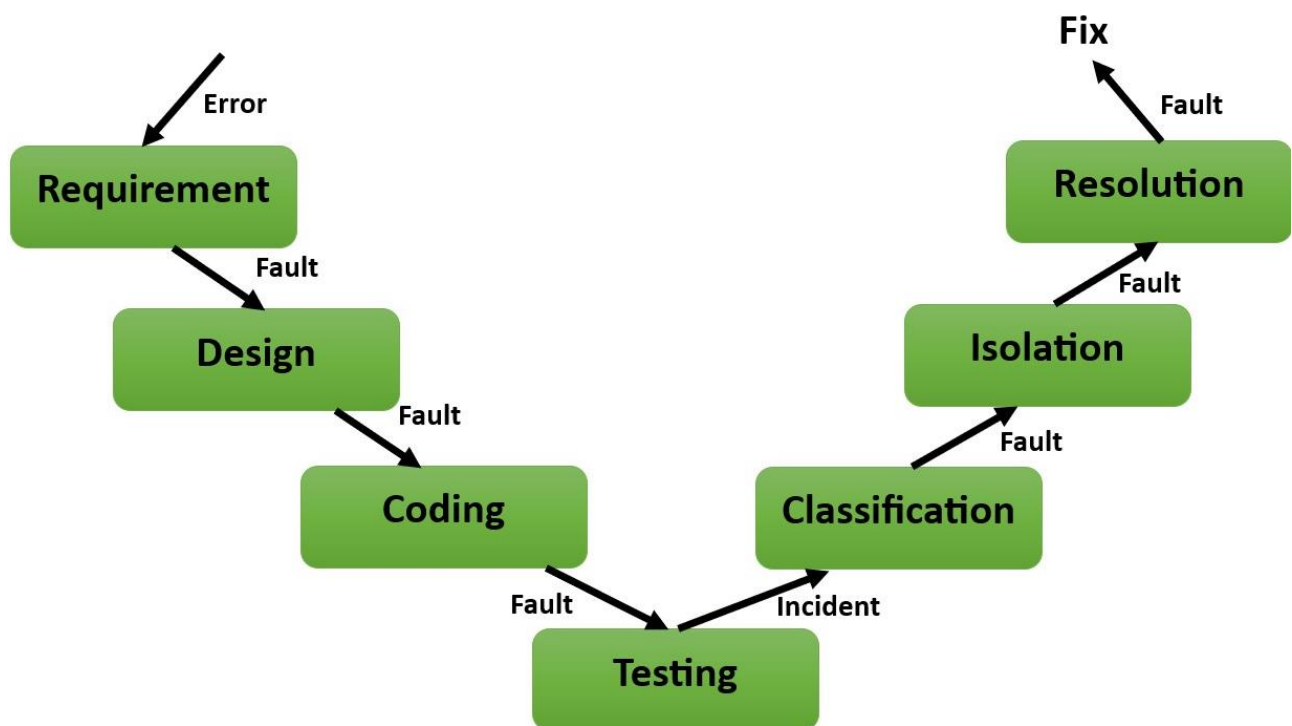 Fix
Error
Fault
Requirement
Resolution
Fault
Fault
Design
Isolation
Fault
Fault
Coding
Classification
Fault
Incident
Testing